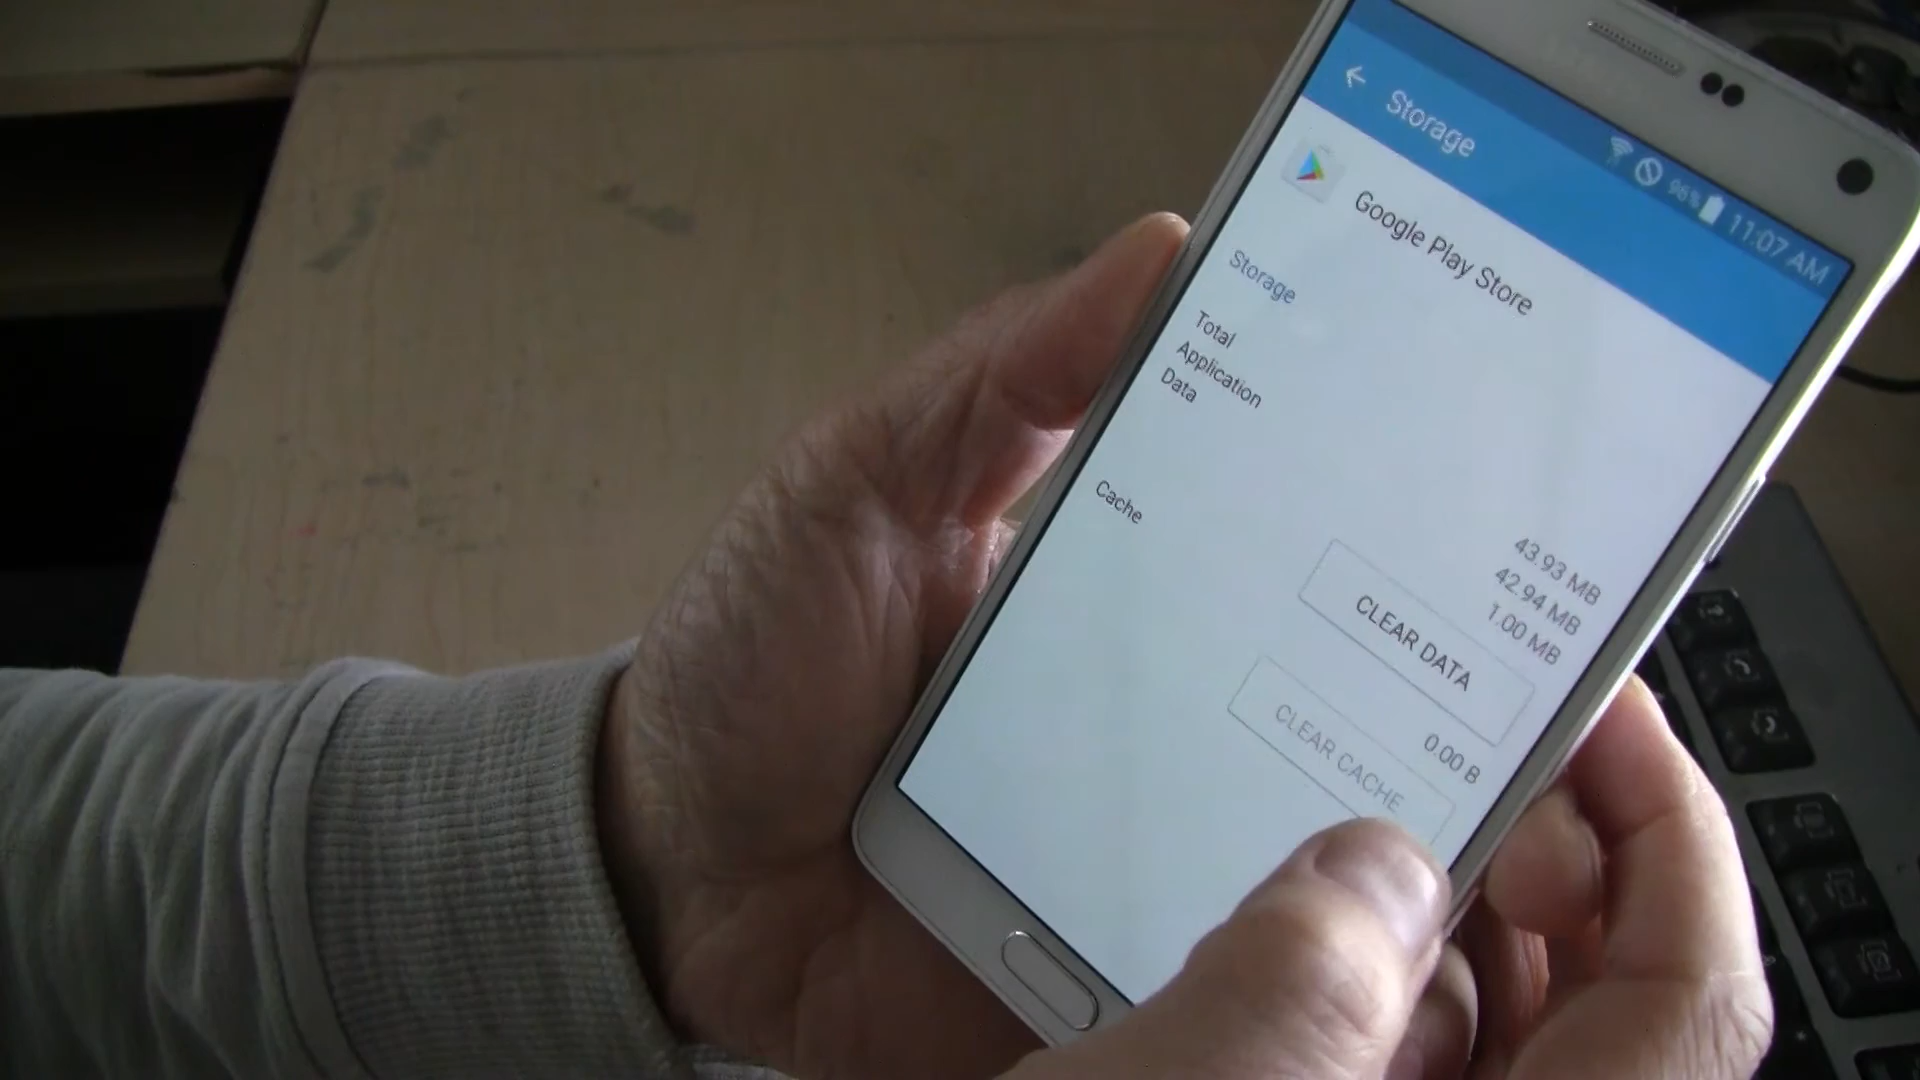 96% 11:07 AM
Storage
Google Play Store
Storage
Total 43.93 MB
Application 42.94 MB
Data 1.00 MB
CLEAR DATA
Cache 0.00 B
CLEAR CACHE